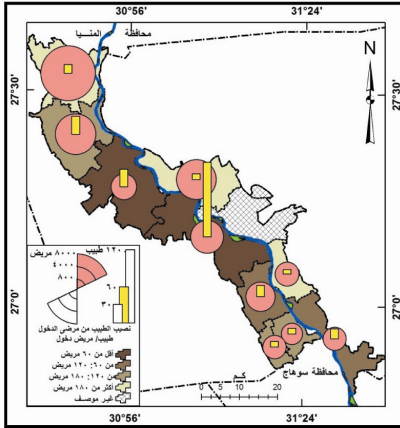 30°56'
31°24'
محافظة المنيا
N
27°30'
27°30'
27°0'
27°0'
٨٠٠٠ مريض
٤٠٠٠
٨٠٠
١٢٠ طبيب
٦٠
٣٠
نصيب الطبيب من مرضى الدخول
طبيب/ مريض دخول
أقل من ٦٠ مريض
من ٦٠: ١٢٠ مريض
من ١٢٠: ١٨٠ مريض
أكثر من ١٨٠ مريض
غير موصف
محافظة سوهاج
كم
0 5 10 20
30°56'
31°24'